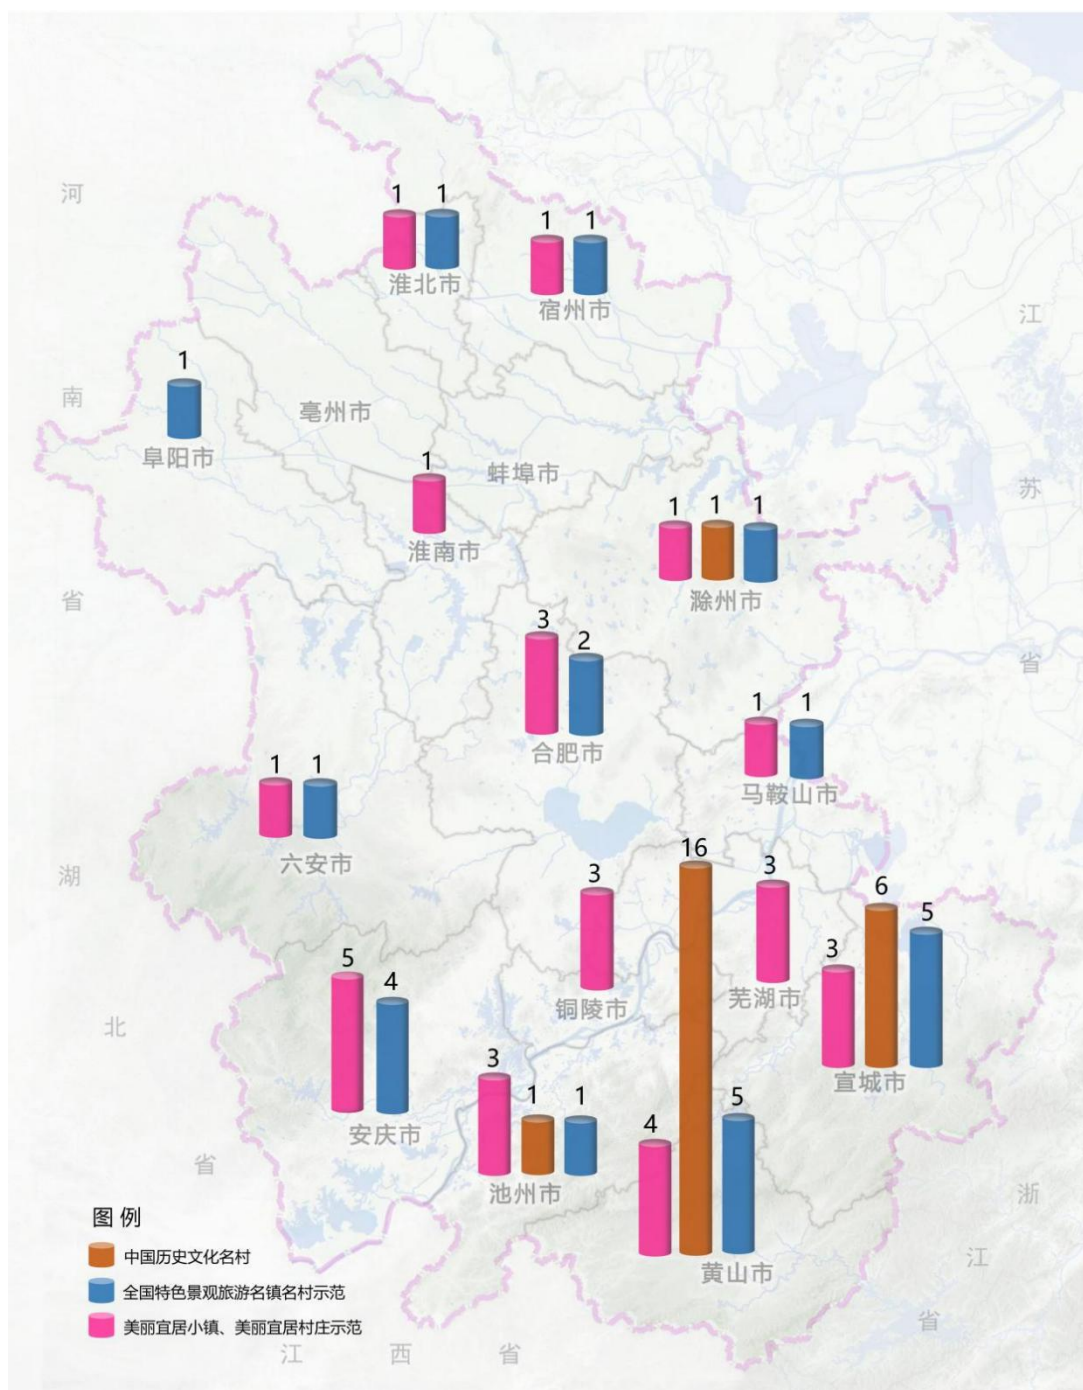 河
1 1
淮北市
1 1
宿州市
江
南
1
阜阳市
亳州市
1
淮南市
蚌埠市
苏
1 1 1
滁州市
省
3 2
合肥市
省
1 1
马鞍山市
1 1
六安市
湖
3
铜陵市
3
芜湖市
3 6 5
宣城市
5 4
安庆市
北
3 1 1
池州市
4 16 5
黄山市
省
浙
江
省
图例
中国历史文化名村
全国特色景观旅游名镇名村示范
美丽宜居小镇、美丽宜居村庄示范
江西省